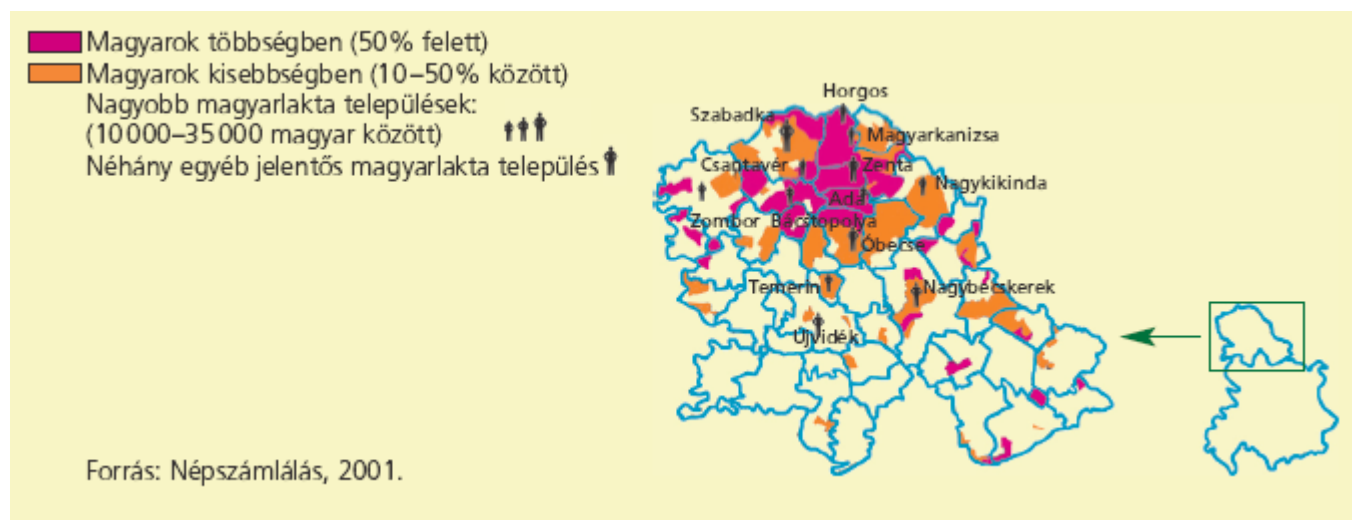 Magyarok többségben (50% felett)
Magyarok kisebbségben (10–50% között)
Nagyobb magyarlakta települések:
(10 000–35 000 magyar között)
Néhány egyéb jelentős magyarlakta település
Horgos
Szabadka
Magyarkanizsa
Csantavér
Zenta
Nagykikinda
Ada
Zombor
Bácstopolya
Óbecse
Temerin
Nagybecskerek
Újvidék
Forrás: Népszámlálás, 2001.